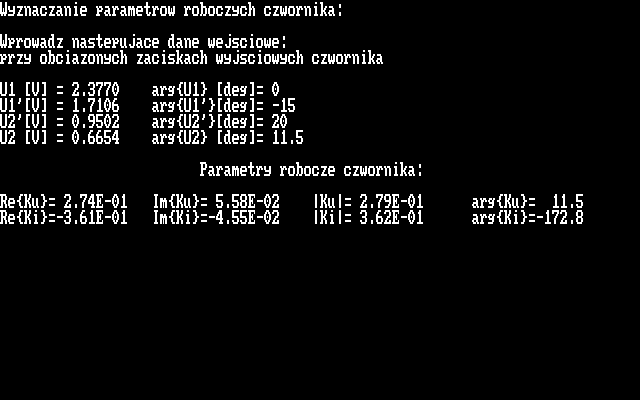 Wyznaczanie parametrow roboczych czwornika:
Wprowadz nastepujace dane wejsciowe:
przy obciazonych zaciskach wyjsciowych czwornika
U1 [V] = 2.3770 arg{U1} [deg]= 0
U1'[V] = 1.7106 arg{U1'}[deg]= -15
U2'[V] = 0.9502 arg{U2'}[deg]= 20
U2 [V] = 0.6654 arg{U2} [deg]= 11.5
Parametry robocze czwornika:
Re{Ku}= 2.74E-01 Im{Ku}= 5.58E-02 |Ku|= 2.79E-01 arg{Ku}= 11.5
Re{Ki}=-3.61E-01 Im{Ki}=-4.55E-02 |Ki|= 3.62E-01 arg{Ki}=-172.8